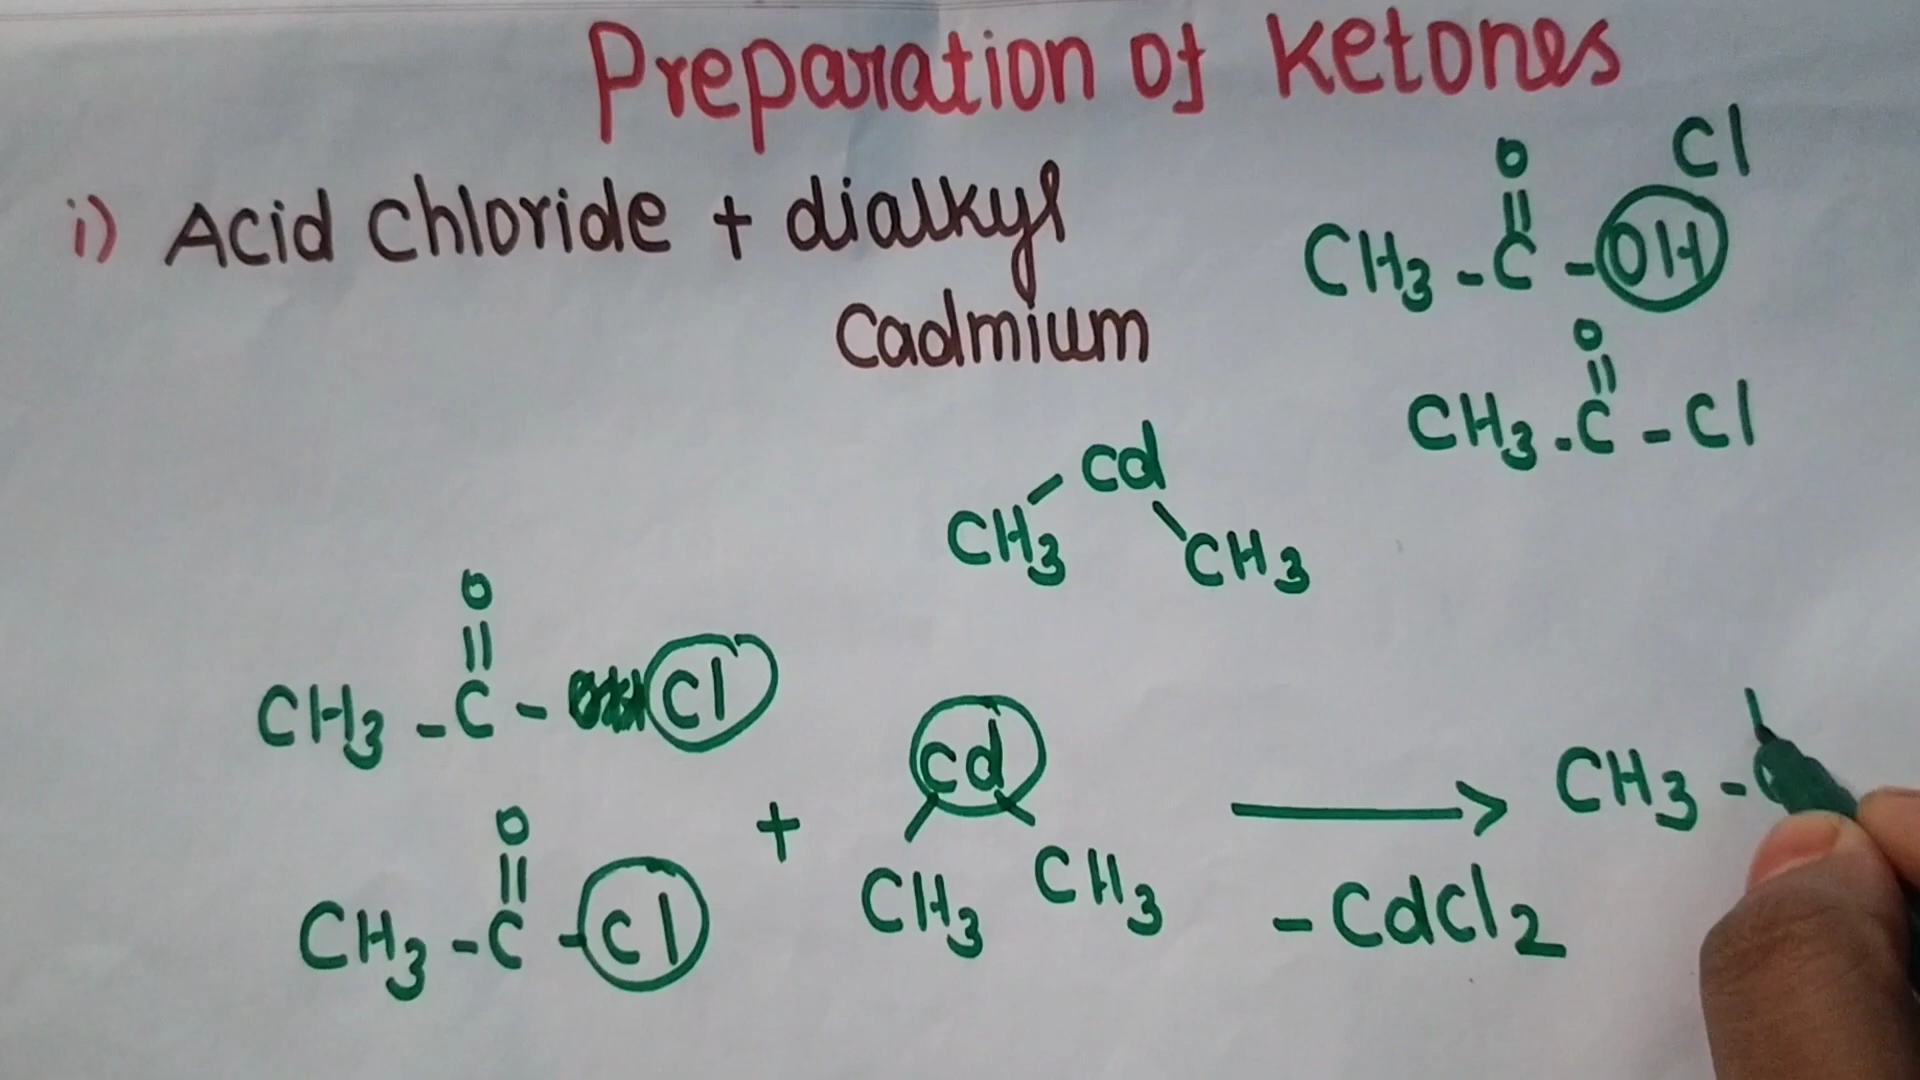 Preparation of Ketones
i) Acid Chloride + dialkyl
Cadmium
Cl
O
||
CH3 - C - OH
O
||
CH3 - C - Cl
Cd
CH3 CH3
O
||
CH3 - C - Cl
Cd
+ ⟶ CH3 -
CH3 CH3
O
||
CH3 - C - Cl
- CdCl2